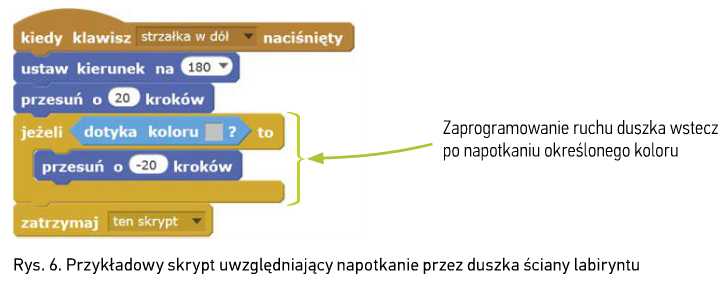 kiedy klawisz strzałka w dół naciśnięty
ustaw kierunek na 180
przesuń o 20 kroków
jeżeli dotyka koloru ? to
przesuń o -20 kroków
zatrzymaj ten skrypt
Zaprogramowanie ruchu duszka wstecz
po napotkaniu określonego koloru
Rys. 6. Przykładowy skrypt uwzględniający napotkanie przez duszka ściany labiryntu